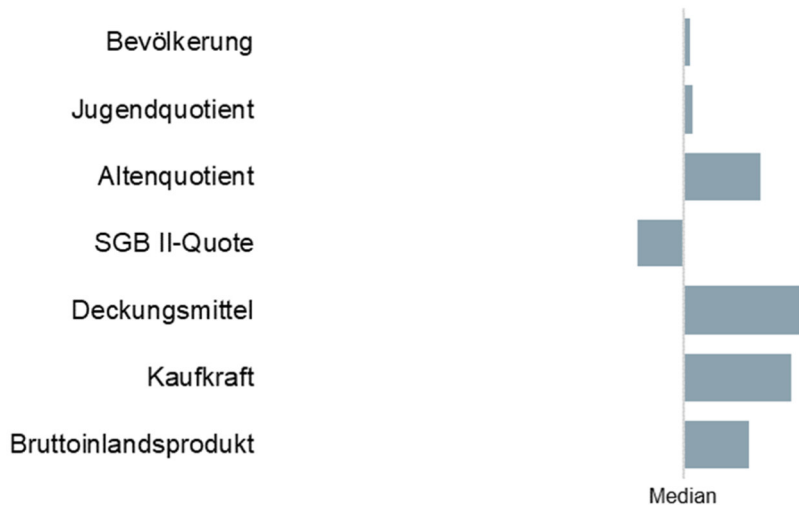 Bevölkerung
Jugendquotient
Altenquotient
SGB II-Quote
Deckungsmittel
Kaufkraft
Bruttoinlandsprodukt
Median